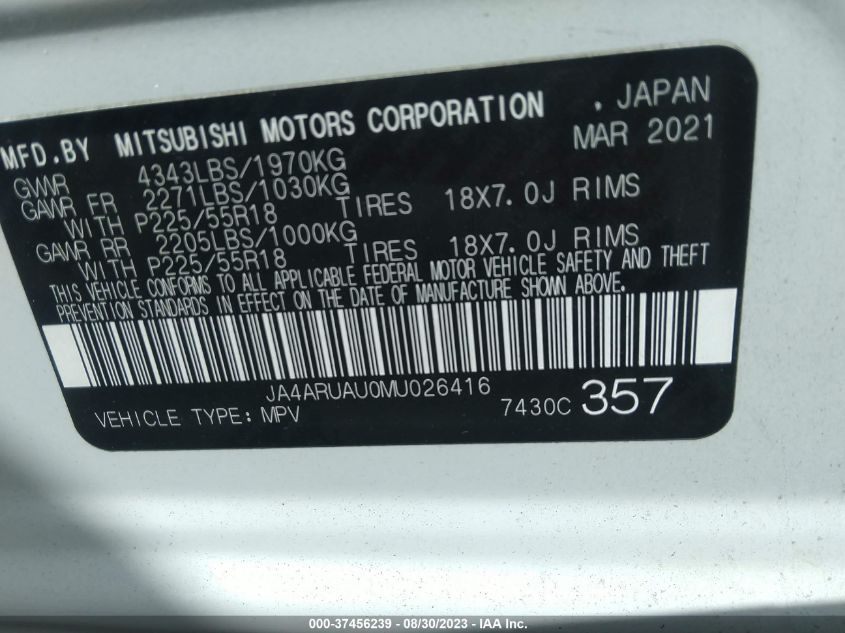 MFD.BY MITSUBISHI MOTORS CORPORATION , JAPAN
MAR 2021
GVWR 4343LBS/1970KG
GAWR FR 2271LBS/1030KG
WITH P225/55R18 TIRES 18X7.0J RIMS
GAWR RR 2205LBS/1000KG
WITH P225/55R18 TIRES 18X7.0J RIMS
THIS VEHICLE CONFORMS TO ALL APPLICABLE FEDERAL MOTOR VEHICLE SAFETY AND THEFT
PREVENTION STANDARDS IN EFFECT ON THE DATE OF MANUFACTURE SHOWN ABOVE.
JA4ARUAU0MU026416
VEHICLE TYPE: MPV 7430C 357
000-37456239 - 08/30/2023 - IAA Inc.